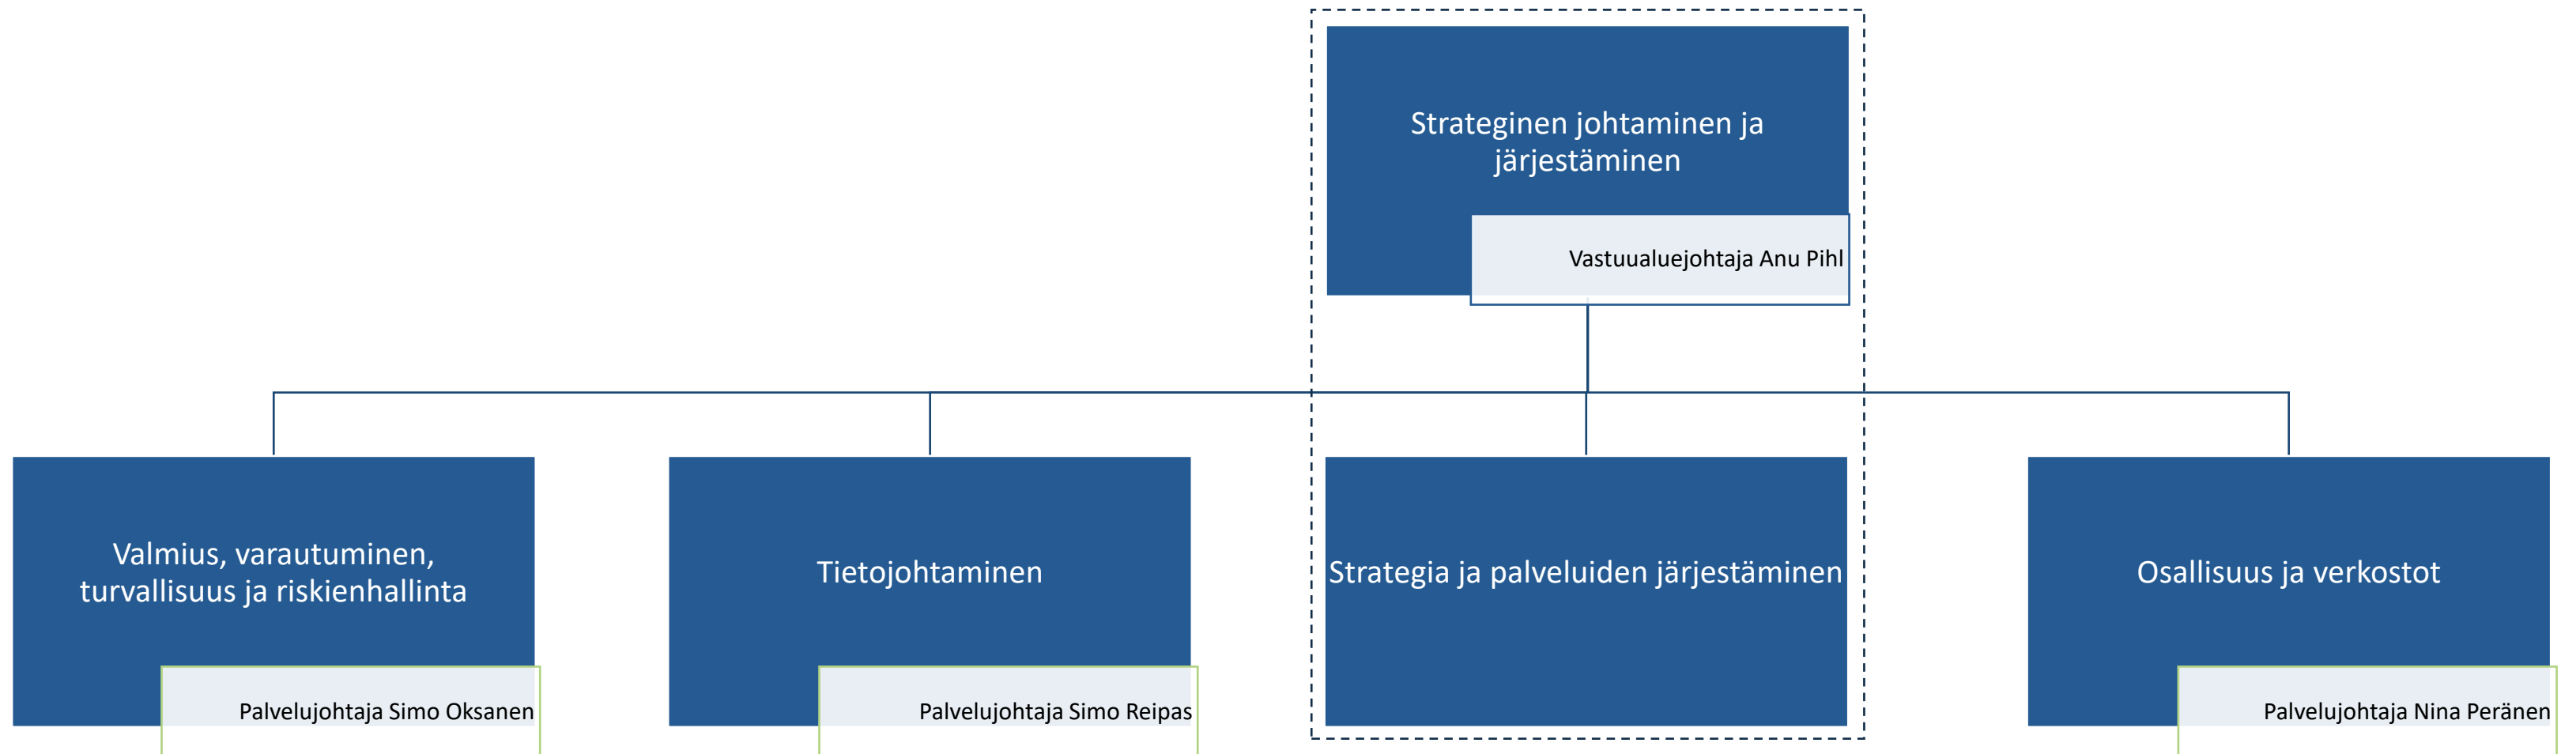 Strateginen johtaminen ja
järjestäminen
Vastuualuejohtaja Anu Pihl
Valmius, varautuminen,
turvallisuus ja riskienhallinta
Palvelujohtaja Simo Oksanen
Tietojohtaminen
Palvelujohtaja Simo Reipas
Strategia ja palveluiden järjestäminen
Osallisuus ja verkostot
Palvelujohtaja Nina Peränen